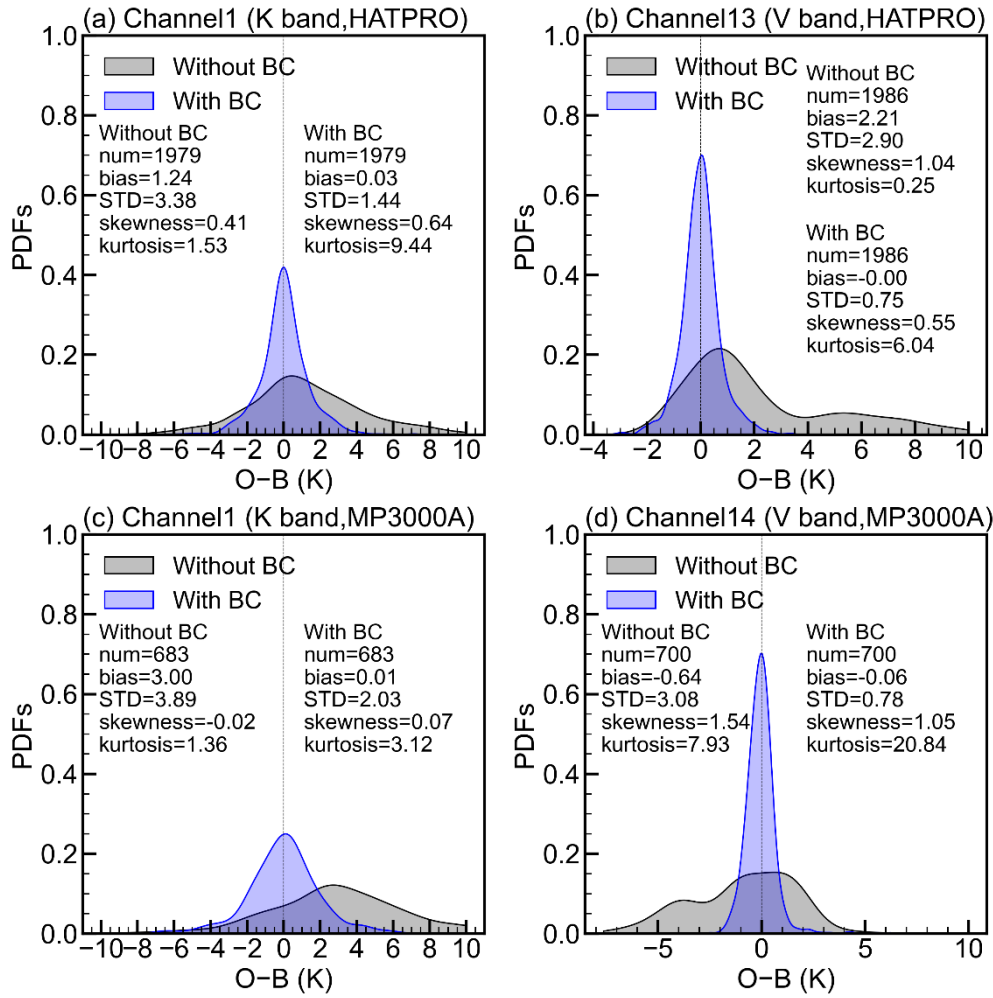 (a) Channel1 (K band,HATPRO)
1.0
0.8
0.6
0.4
0.2
0.0
PDFs
Without BC
With BC
Without BC
num=1979
bias=1.24
STD=3.38
skewness=0.41
kurtosis=1.53
With BC
num=1979
bias=0.03
STD=1.44
skewness=0.64
kurtosis=9.44
−10−8 −6 −4 −2 0 2 4 6 8 10
O−B (K)
(b) Channel13 (V band,HATPRO)
1.0
0.8
0.6
0.4
0.2
0.0
PDFs
Without BC
With BC
Without BC
num=1986
bias=2.21
STD=2.90
skewness=1.04
kurtosis=0.25
With BC
num=1986
bias=-0.00
STD=0.75
skewness=0.55
kurtosis=6.04
−4 −2 0 2 4 6 8 10
O−B (K)
(c) Channel1 (K band,MP3000A)
1.0
0.8
0.6
0.4
0.2
0.0
PDFs
Without BC
With BC
Without BC
num=683
bias=3.00
STD=3.89
skewness=-0.02
kurtosis=1.36
With BC
num=683
bias=0.01
STD=2.03
skewness=0.07
kurtosis=3.12
−10−8 −6 −4 −2 0 2 4 6 8 10
O−B (K)
(d) Channel14 (V band,MP3000A)
1.0
0.8
0.6
0.4
0.2
0.0
PDFs
Without BC
With BC
Without BC
num=700
bias=-0.64
STD=3.08
skewness=1.54
kurtosis=7.93
With BC
num=700
bias=-0.06
STD=0.78
skewness=1.05
kurtosis=20.84
−5 0 5 10
O−B (K)